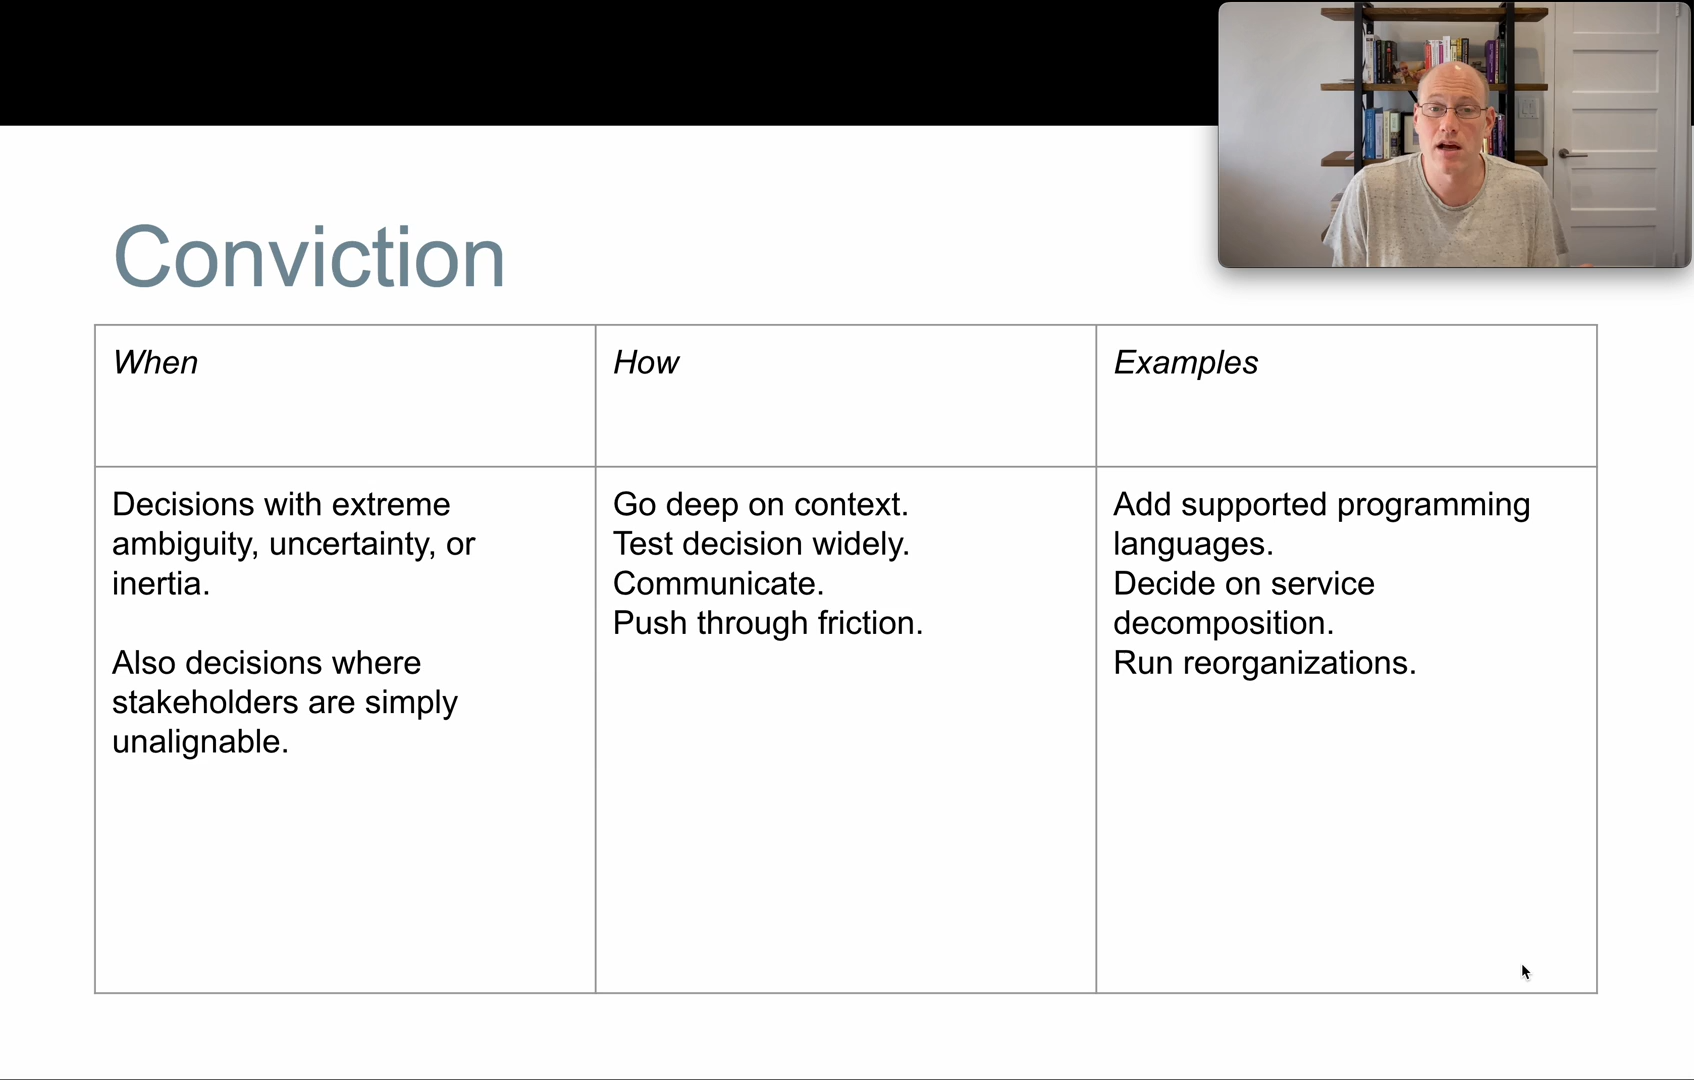 Conviction
When
How
Examples
Decisions with extreme
ambiguity, uncertainty, or
inertia.
Also decisions where
stakeholders are simply
unalignable.
Go deep on context.
Test decision widely.
Communicate.
Push through friction.
Add supported programming
languages.
Decide on service
decomposition.
Run reorganizations.